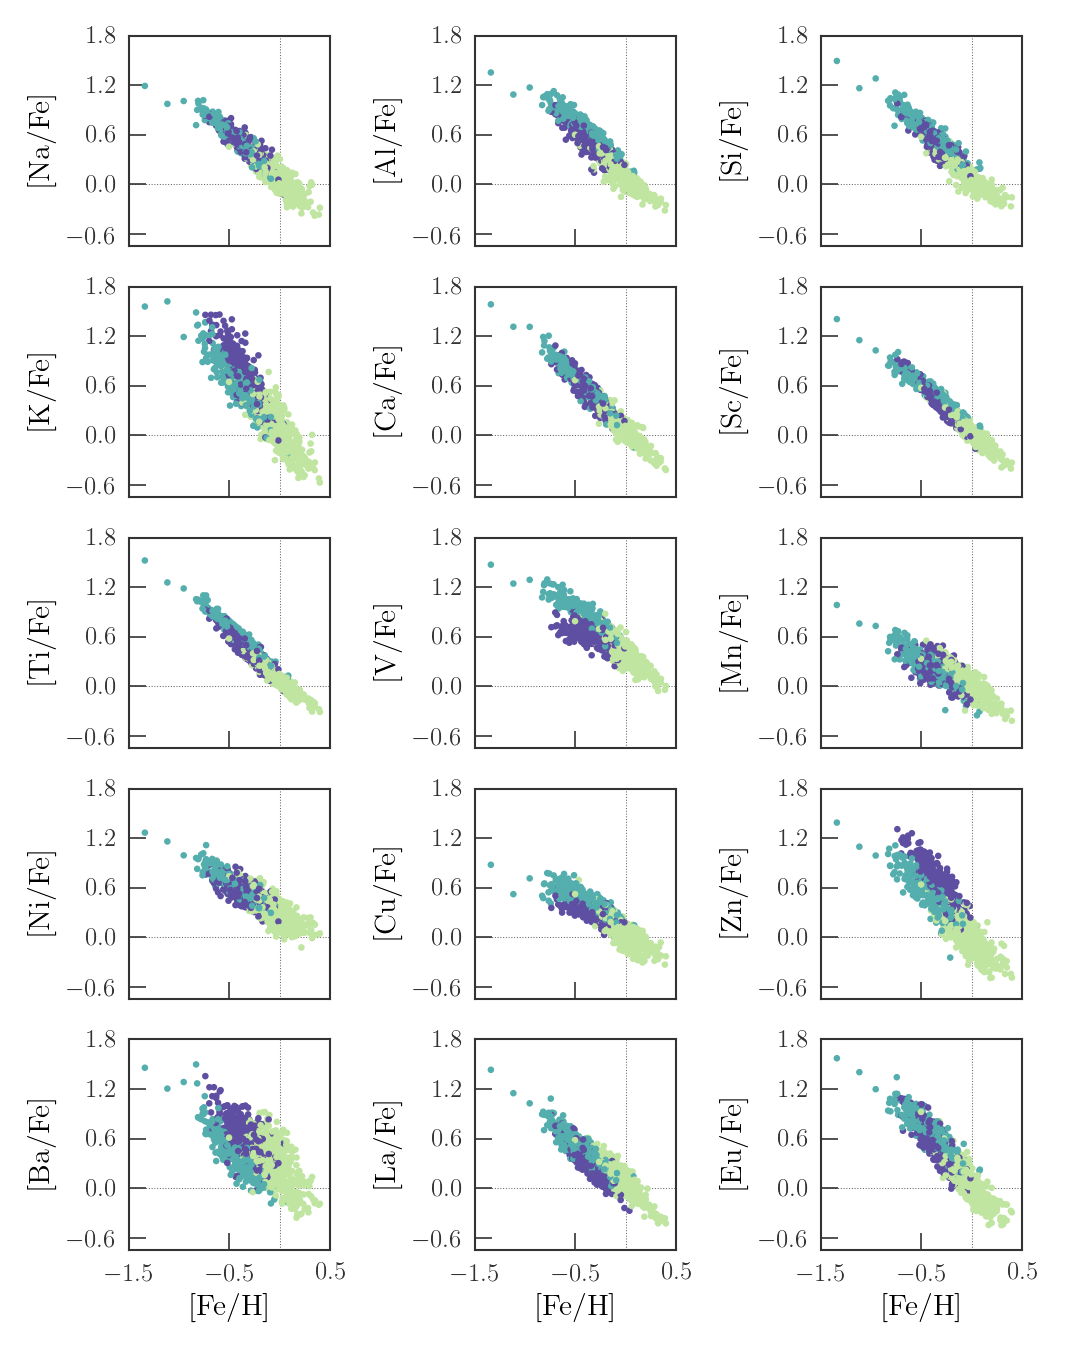 1.8 1.8 1.8
1.2 1.2 1.2
0.6 0.6 0.6
0.0 0.0 0.0
−0.6 −0.6 −0.6
[Na/Fe] [Al/Fe] [Si/Fe]
1.8 1.8 1.8
1.2 1.2 1.2
0.6 0.6 0.6
0.0 0.0 0.0
−0.6 −0.6 −0.6
[K/Fe] [Ca/Fe] [Sc/Fe]
1.8 1.8 1.8
1.2 1.2 1.2
0.6 0.6 0.6
0.0 0.0 0.0
−0.6 −0.6 −0.6
[Ti/Fe] [V/Fe] [Mn/Fe]
1.8 1.8 1.8
1.2 1.2 1.2
0.6 0.6 0.6
0.0 0.0 0.0
−0.6 −0.6 −0.6
[Ni/Fe] [Cu/Fe] [Zn/Fe]
1.8 1.8 1.8
1.2 1.2 1.2
0.6 0.6 0.6
0.0 0.0 0.0
−0.6 −0.6 −0.6
[Ba/Fe] [La/Fe] [Eu/Fe]
−1.5 −0.5 0.5 −1.5 −0.5 0.5 −1.5 −0.5 0.5
[Fe/H] [Fe/H] [Fe/H]